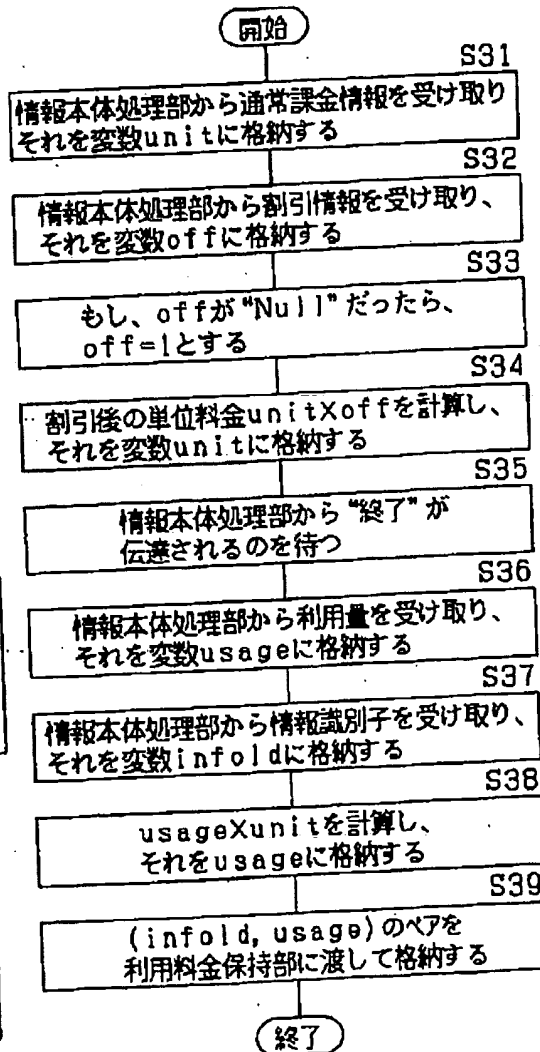 開始
S31
情報本体処理部から通常課金情報を受け取り
それを変数unitに格納する
S32
情報本体処理部から割引情報を受け取り、
それを変数offに格納する
S33
もし、offが“Null”だったら、
off=1とする
S34
割引後の単位料金unit×offを計算し、
それを変数unitに格納する
S35
情報本体処理部から“終了”が
伝達されるのを待つ
S36
情報本体処理部から利用量を受け取り、
それを変数usageに格納する
S37
情報本体処理部から情報識別子を受け取り、
それを変数infoIdに格納する
S38
usage×unitを計算し、
それをusageに格納する
S39
(infoId, usage)のペアを
利用料金保持部に渡して格納する
終了